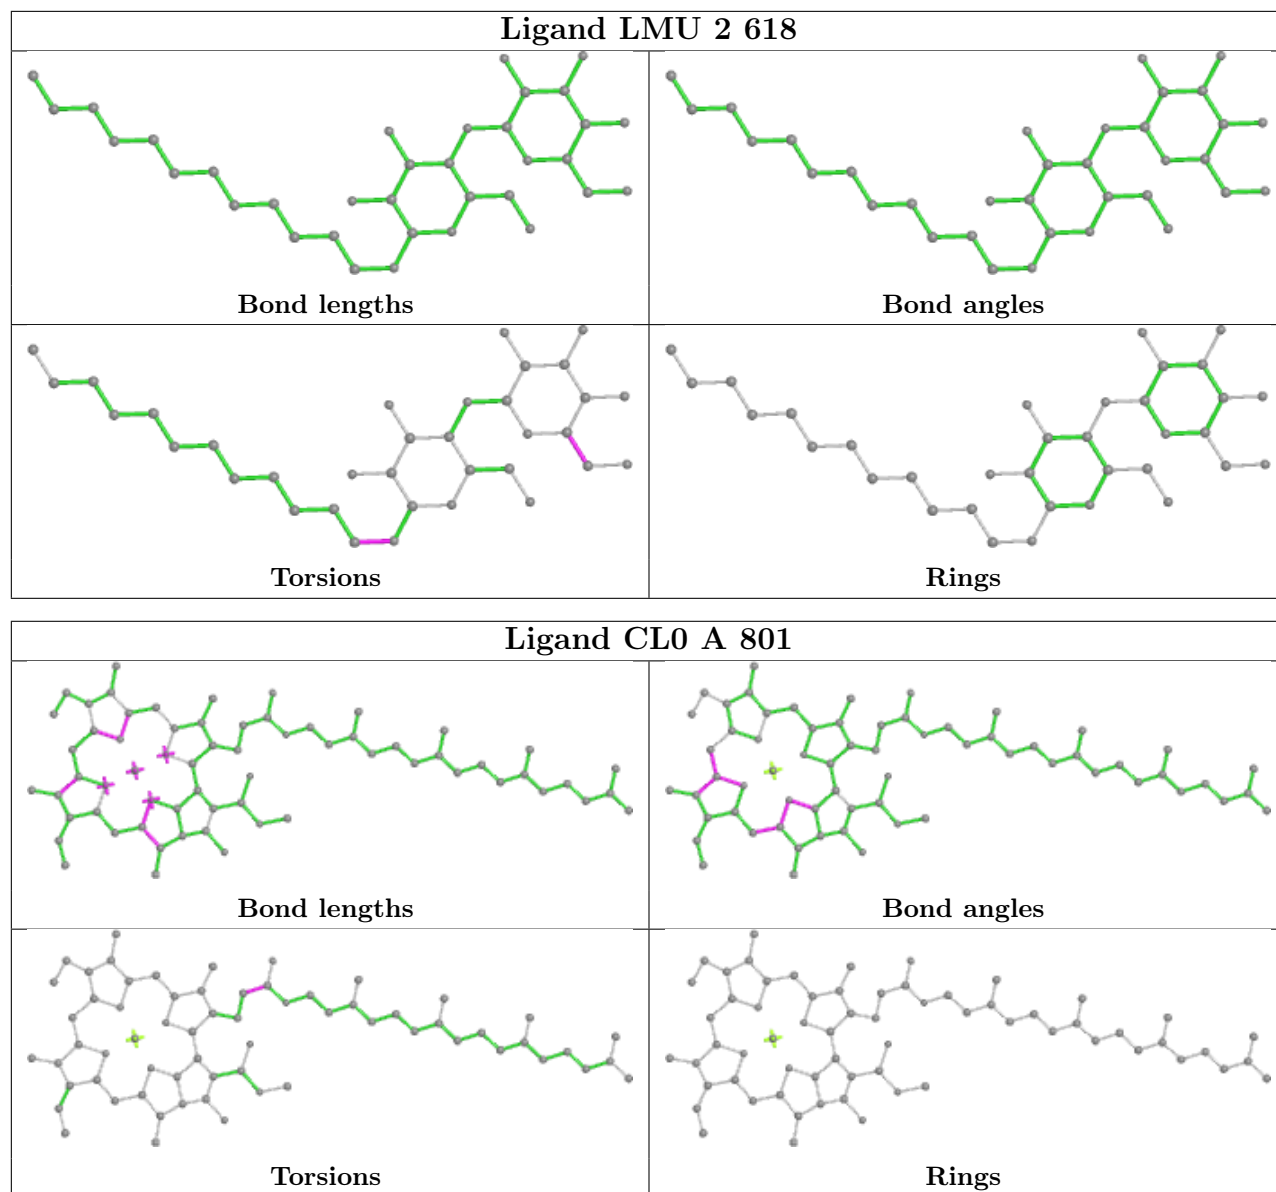 Ligand LMU 2 618
Bond lengths
Bond angles
Torsions
Rings
Ligand CL0 A 801
Bond lengths
Bond angles
Torsions
Rings